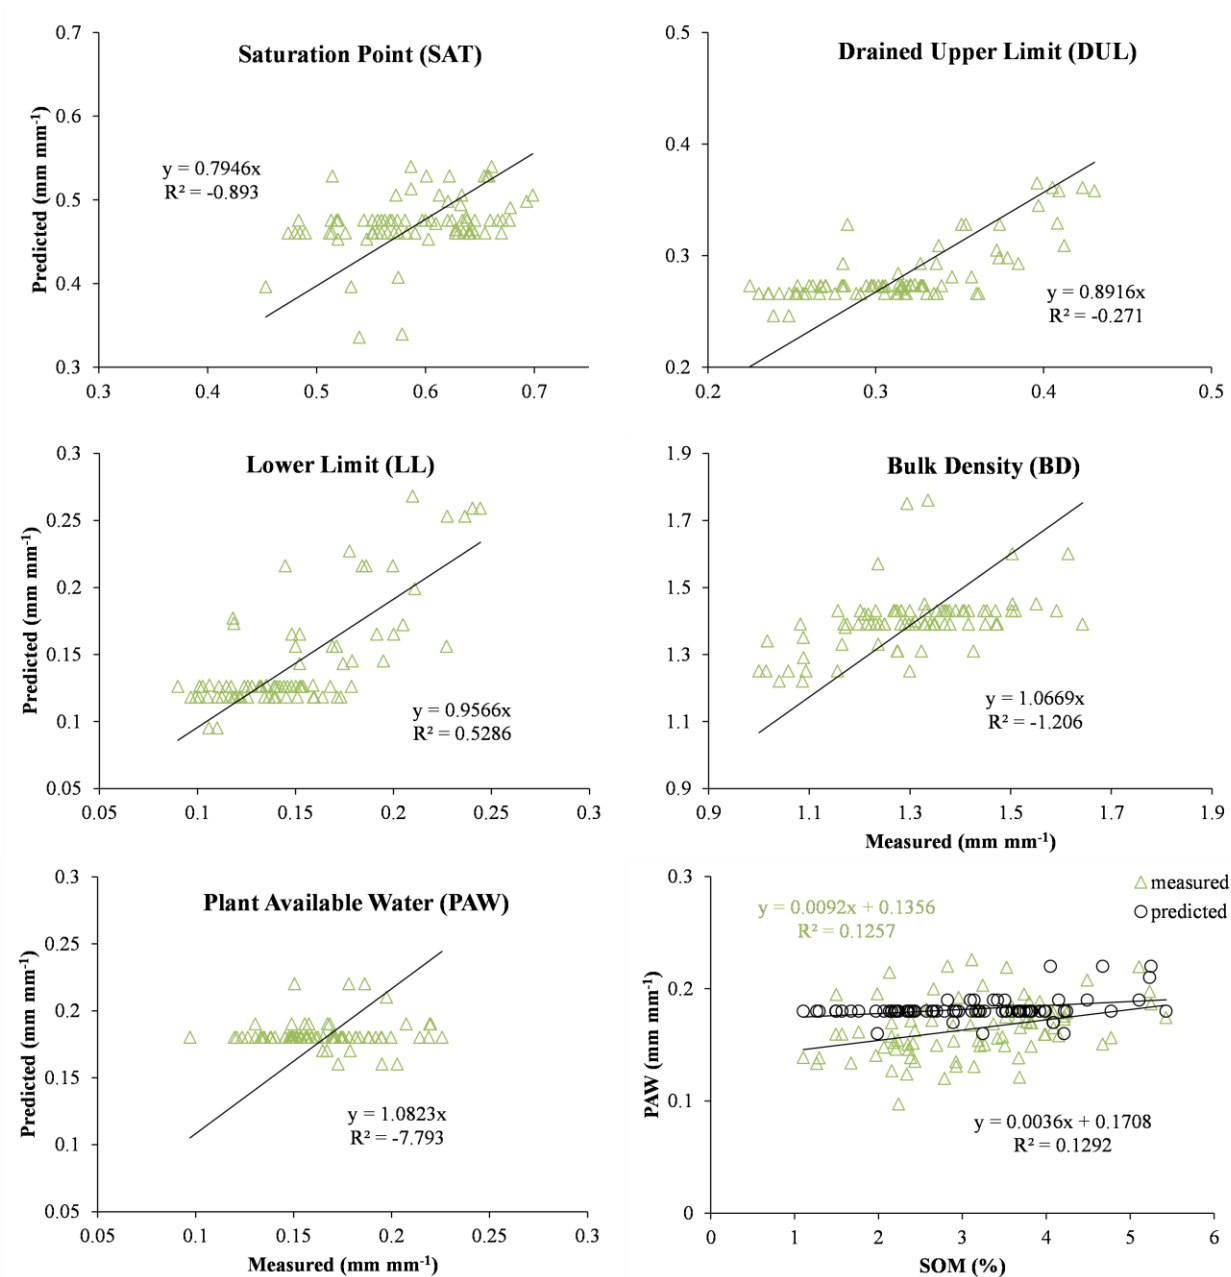 Saturation Point (SAT)
0.7
0.6
0.5
0.4
0.3
Predicted (mm mm⁻¹)
y = 0.7946x
R² = -0.893
0.3 0.4 0.5 0.6 0.7
Drained Upper Limit (DUL)
0.5
0.4
0.3
0.2
y = 0.8916x
R² = -0.271
0.2 0.3 0.4 0.5
Lower Limit (LL)
0.3
0.25
0.2
0.15
0.1
0.05
Predicted (mm mm⁻¹)
y = 0.9566x
R² = 0.5286
0.05 0.1 0.15 0.2 0.25 0.3
Bulk Density (BD)
1.9
1.7
1.5
1.3
1.1
0.9
y = 1.0669x
R² = -1.206
0.9 1.1 1.3 1.5 1.7 1.9
Measured (mm mm⁻¹)
Plant Available Water (PAW)
0.3
0.25
0.2
0.15
0.1
0.05
Predicted (mm mm⁻¹)
y = 1.0823x
R² = -7.793
0.05 0.1 0.15 0.2 0.25 0.3
Measured (mm mm⁻¹)
0.3
0.2
0.1
0
PAW (mm mm⁻¹)
measured
predicted
y = 0.0092x + 0.1356
R² = 0.1257
y = 0.0036x + 0.1708
R² = 0.1292
0 1 2 3 4 5 6
SOM (%)